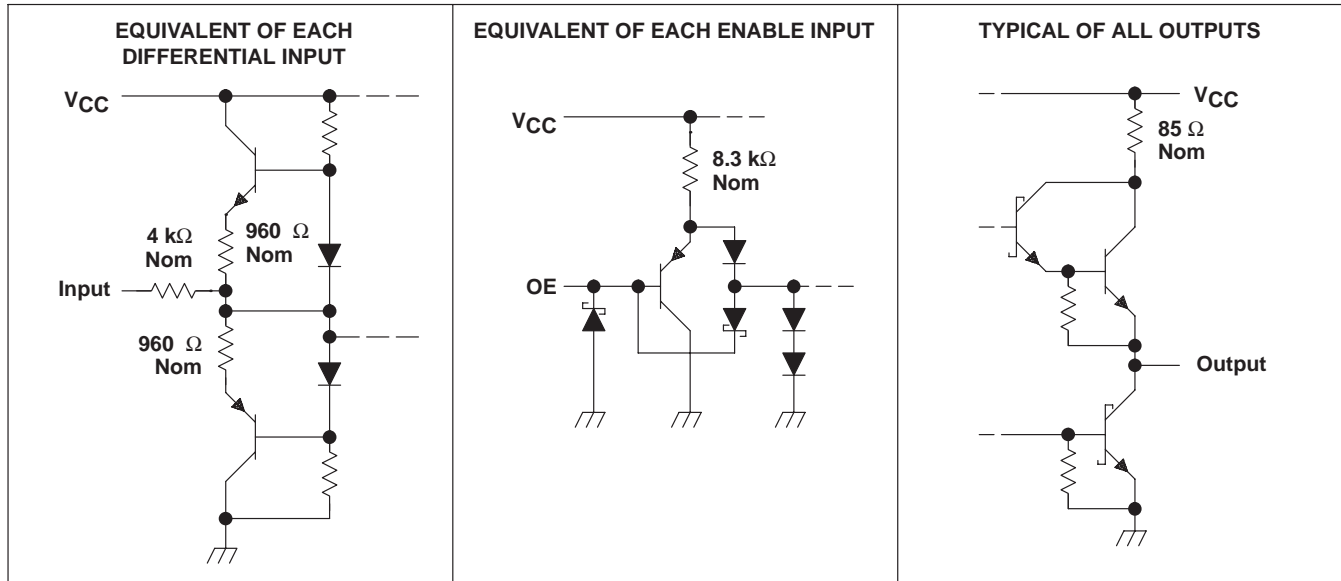 EQUIVALENT OF EACH
DIFFERENTIAL INPUT
VCC
4 kΩ
Nom
960 Ω
Nom
Input
960 Ω
Nom
EQUIVALENT OF EACH ENABLE INPUT
VCC
8.3 kΩ
Nom
OE
TYPICAL OF ALL OUTPUTS
VCC
85 Ω
Nom
Output